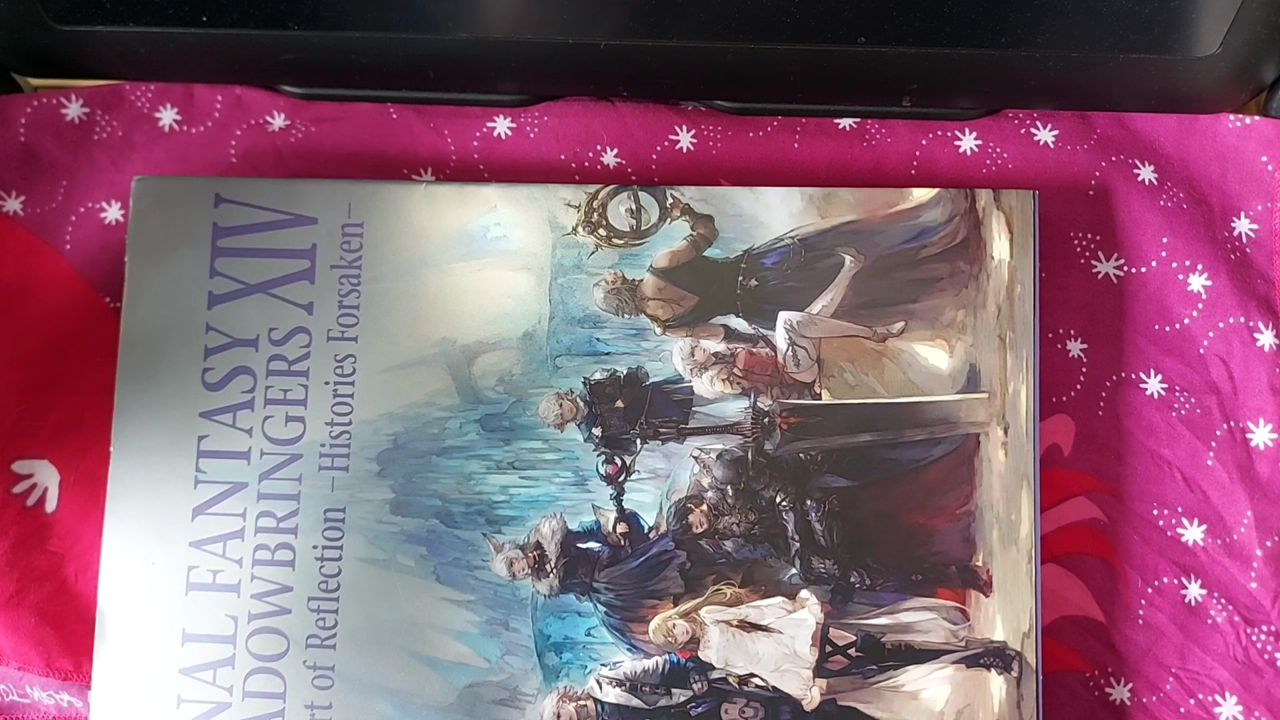 NAL FANTASY XIV
ADOWBRINGERS
rt of Reflection -Histories Forsaken-